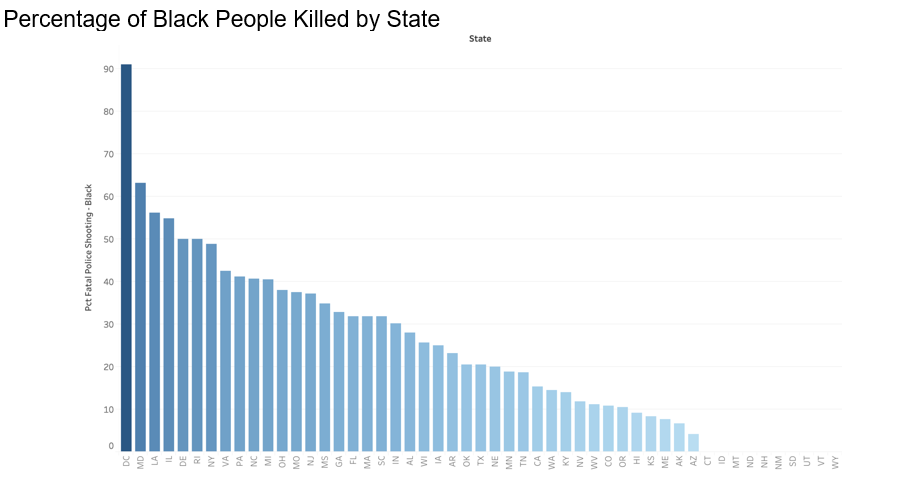 Percentage of Black People Killed by State
State
Pct Fatal Police Shooting - Black
90
80
70
60
50
40
30
20
10
0
DC MD LA IL DE RI NY VA PA NC MI OH MO NJ MS GA FL MA SC IN AL WI IA AR OK TX NE MN TN CA WA KY NV WV CO OR HI KS ME AK AZ CT ID MT ND NH NM SD UT VT WY